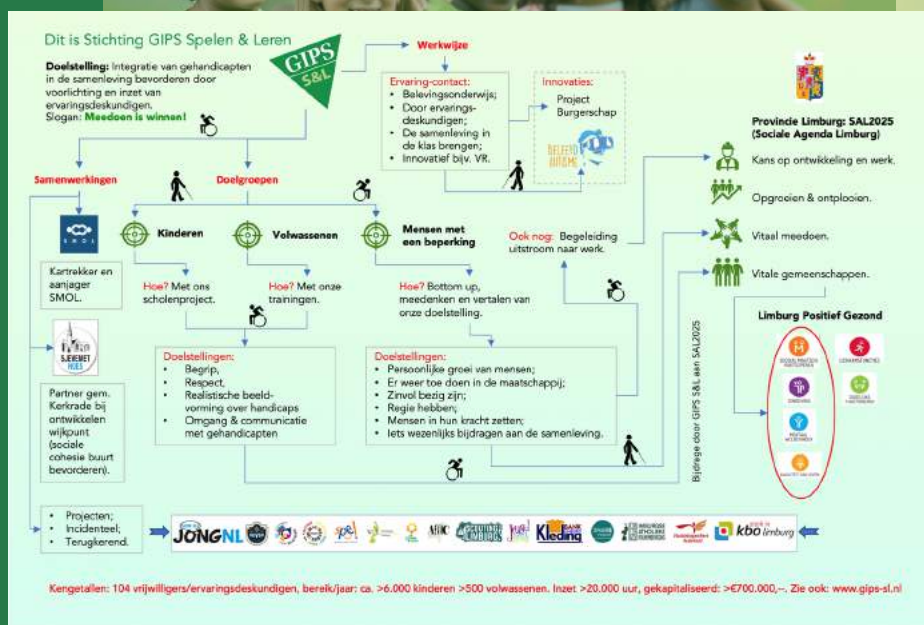 Dit is Stichting GIPS Spelen & Leren
Doelstelling: Integratie van gehandicapten
in de samenleving bevorderen door
voorlichting en inzet van
ervaringsdeskundigen.
Slogan: Meedoen is winnen!
GIPS
S&L
Werkwijze
Ervaring-contact:
• Belevingsonderwijs;
• Door ervarings-
deskundigen;
• De samenleving in
de klas brengen;
• Innovatief bijv. VR.
Innovaties:
Project
Burgerschap
Provincie Limburg: SAL2025
(Sociale Agenda Limburg)
Kans op ontwikkeling en werk.
Opgroeien & ontplooien.
Vitaal meedoen.
Vitale gemeenschappen.
Samenwerkingen
Doelgroepen
SMOL
Kinderen
Volwassenen
Mensen met
een beperking
Ook nog: Begeleiding
uitstroom naar werk.
Kartrekker en
aanjager
SMOL.
Hoe? Met ons
scholenproject.
Hoe? Met onze
trainingen.
Hoe? Bottom up,
meedenken en vertalen van
onze doelstelling.
SJEVEMET
HOES
Partner gem.
Kerkrade bij
ontwikkelen
wijkpunt
(sociale
cohesie buurt
bevorderen).
Doelstellingen:
• Begrip,
• Respect,
• Realistische beeld-
vorming over handicaps
• Omgang & communicatie
met gehandicapten
Doelstellingen:
• Persoonlijke groei van mensen;
• Er weer toe doen in de maatschappij;
• Zinvol bezig zijn;
• Regie hebben;
• Mensen in hun kracht zetten;
• Iets wezenlijks bijdragen aan de samenleving.
Bijdrage door GIPS S&L aan SAL2025
Limburg Positief Gezond
• Projecten;
• Incidenteel;
• Terugkerend.
JONGNL
Kleding
kbo limburg
Kengetallen: 104 vrijwilligers/ervaringsdeskundigen, bereik/jaar: ca. >6.000 kinderen >500 volwassenen. Inzet >20.000 uur, gekapitaliseerd: >€700.000,--. Zie ook: www.gips-sl.nl